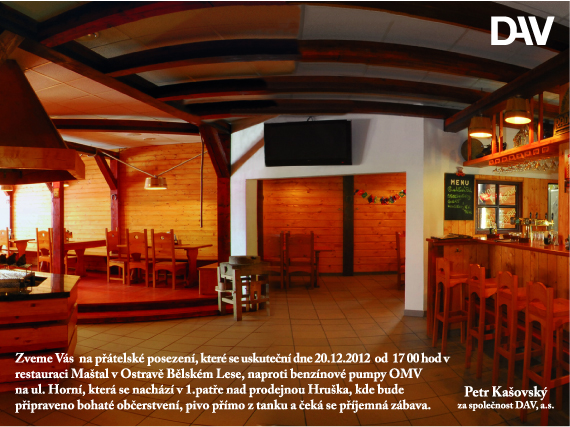 DAV
MENU
Zveme Vás na přátelské posezení, které se uskuteční dne 20.12.2012 od 17 00 hod v
restauraci Maštal v Ostravě Bělském Lese, naproti benzínové pumpy OMV
na ul. Horní, která se nachází v 1.patře nad prodejnou Hruška, kde bude
připraveno bohaté občerstvení, pivo přímo z tanku a čeká se příjemná zábava.
Petr Kašovský
za společnost DAV, a.s.